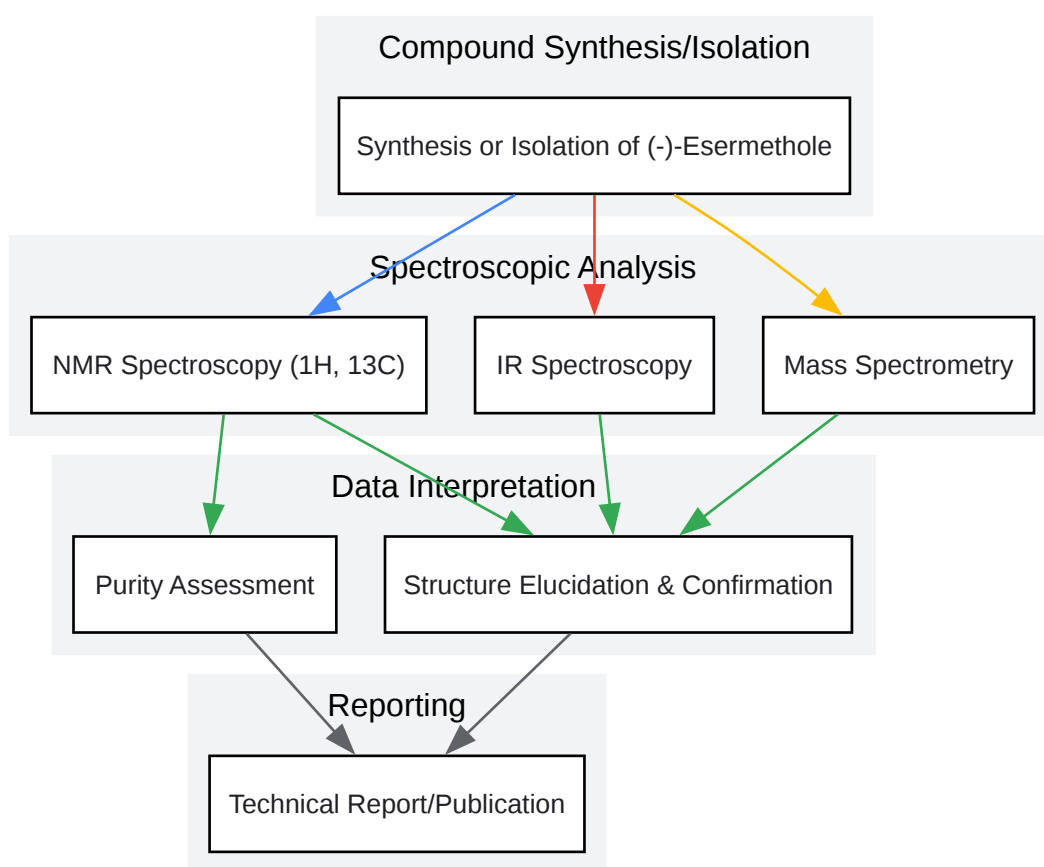 Compound Synthesis/Isolation
Synthesis or Isolation of (-)-Esermethole
Spectroscopic Analysis
NMR Spectroscopy (1H, 13C)
IR Spectroscopy
Mass Spectrometry
Data Interpretation
Purity Assessment
Structure Elucidation & Confirmation
Reporting
Technical Report/Publication